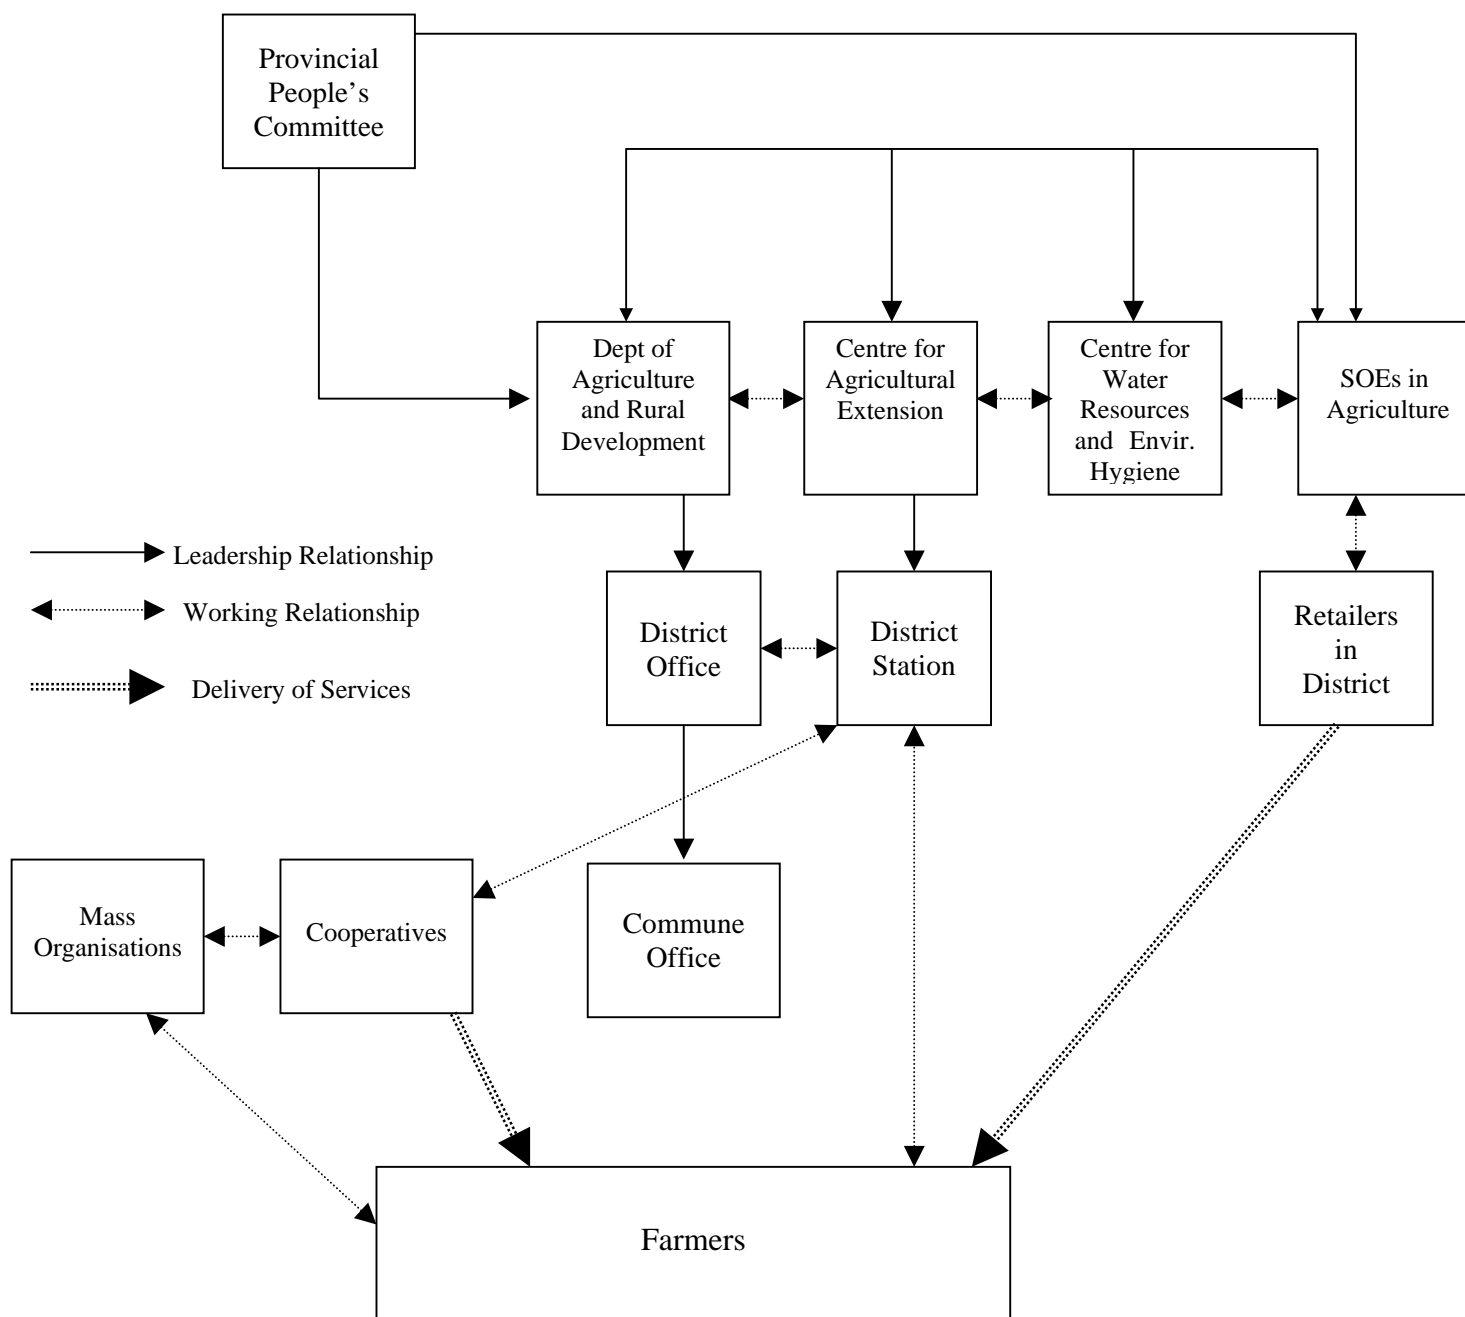 Provincial
People’s
Committee
Dept of
Agriculture
and Rural
Development
Centre for
Agricultural
Extension
Centre for
Water
Resources
and Envir.
Hygiene
SOEs in
Agriculture
Leadership Relationship
Working Relationship
Delivery of Services
District
Office
District
Station
Retailers
in
District
Mass
Organisations
Cooperatives
Commune
Office
Farmers